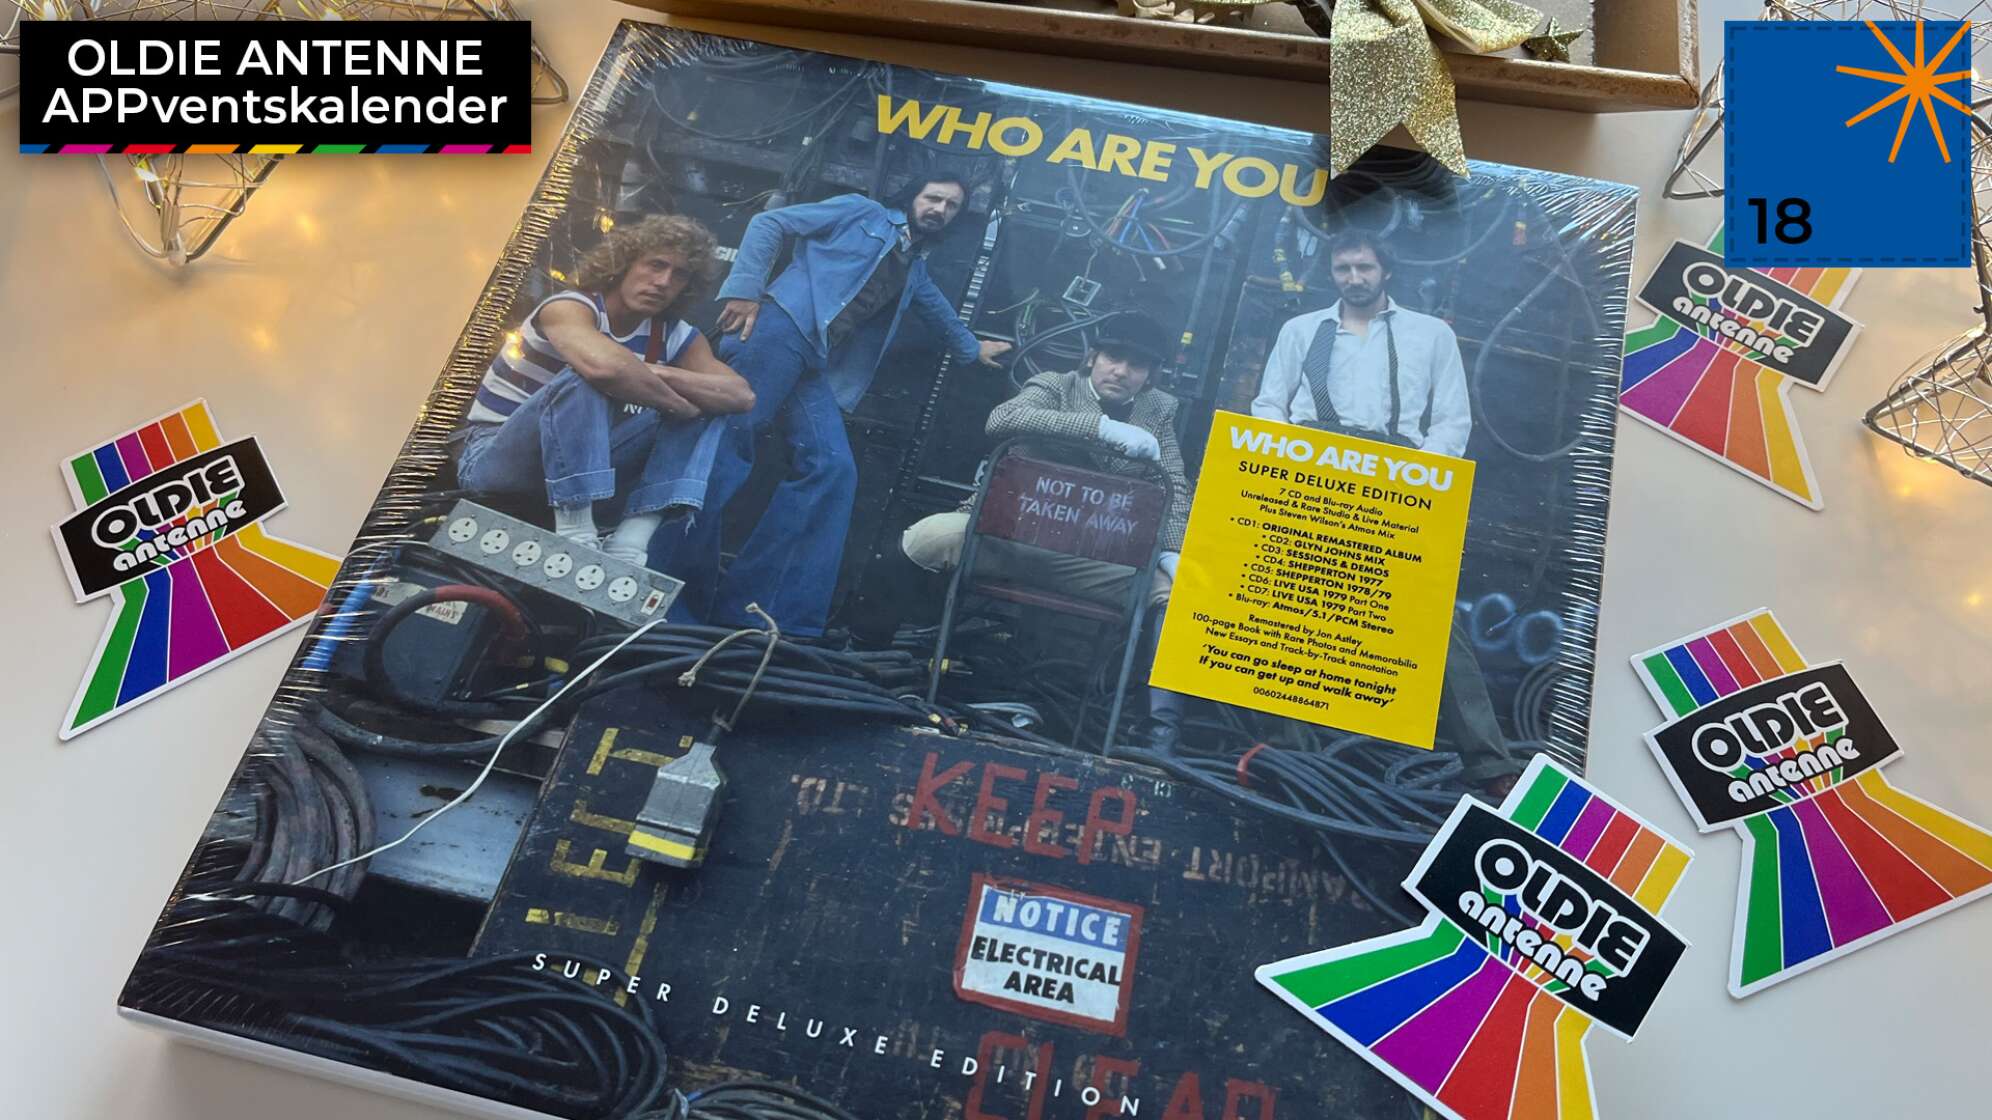 OLDIE ANTENNE
APPventskalender
18
WHO ARE YOU
NOT TO BE
TAKEN AWAY
WHO ARE YOU
SUPER DELUXE EDITION
7 CD and Blu-ray Audio
Unreleased & Rare Studio & Live Material
Plus Steven Wilson's Atmos Mix
• CD1: ORIGINAL REMASTERED ALBUM
• CD2: GLYN JOHNS MIX
• CD3: SESSIONS & DEMOS
• CD4: SHEPPERTON 1977
• CD5: SHEPPERTON 1978/79
• CD6: LIVE USA 1979 Part One
• CD7: LIVE USA 1979 Part Two
• Blu-ray: Atmos/5.1/PCM Stereo
Remastered by Jon Astley
100-page Book with Rare Photos and Memorabilia
New Essays and Track-by-Track annotation
'You can go sleep at home tonight
If you can get up and walk away'
00602448864871
KEEP
LTD.
NOTICE
ELECTRICAL
AREA
CLEAR
SUPER DELUXE EDITION
OLDIE
antenne
OLDIE
antenne
OLDIE
antenne
OLDIE
antenne